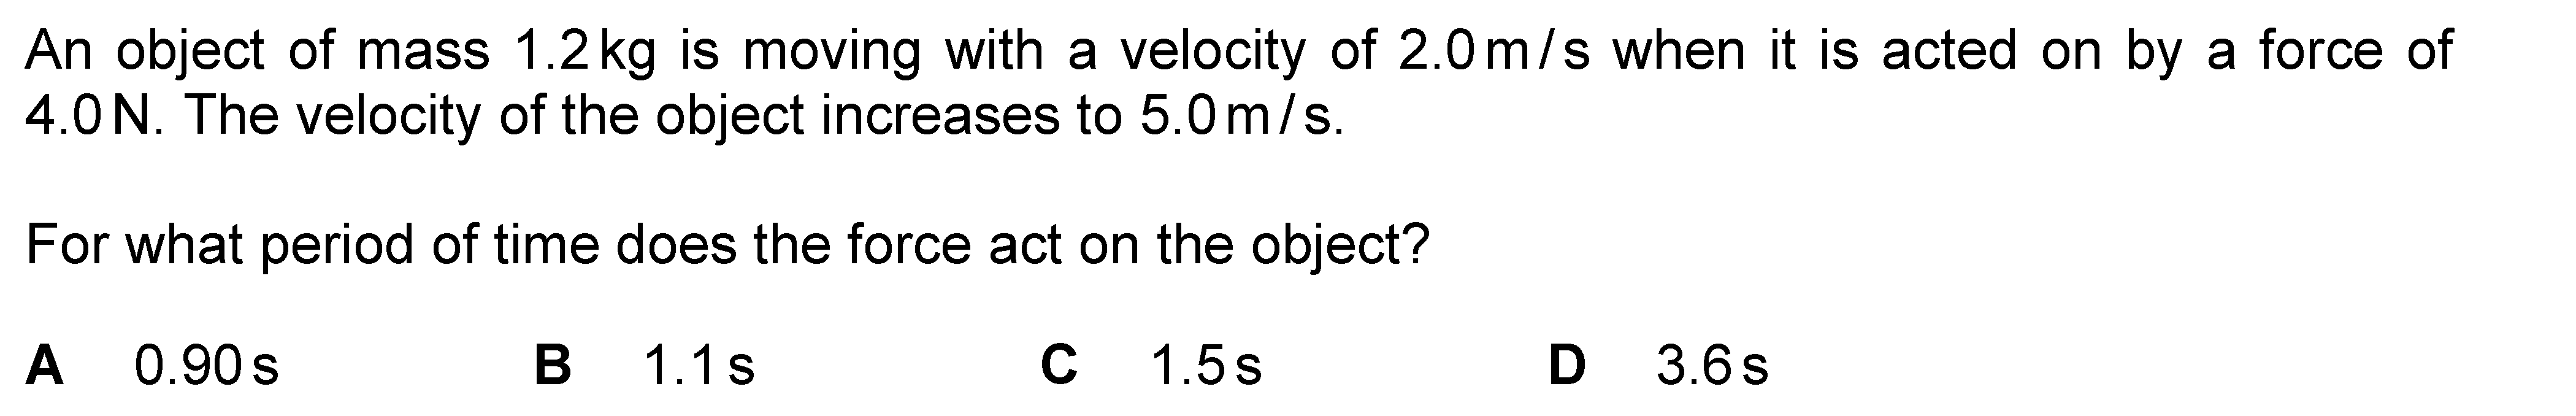 An object of mass 1.2 kg is moving with a velocity of 2.0 m / s when it is acted on by a force of
4.0 N. The velocity of the object increases to 5.0 m / s.
For what period of time does the force act on the object?
A 0.90 s B 1.1 s C 1.5 s D 3.6 s